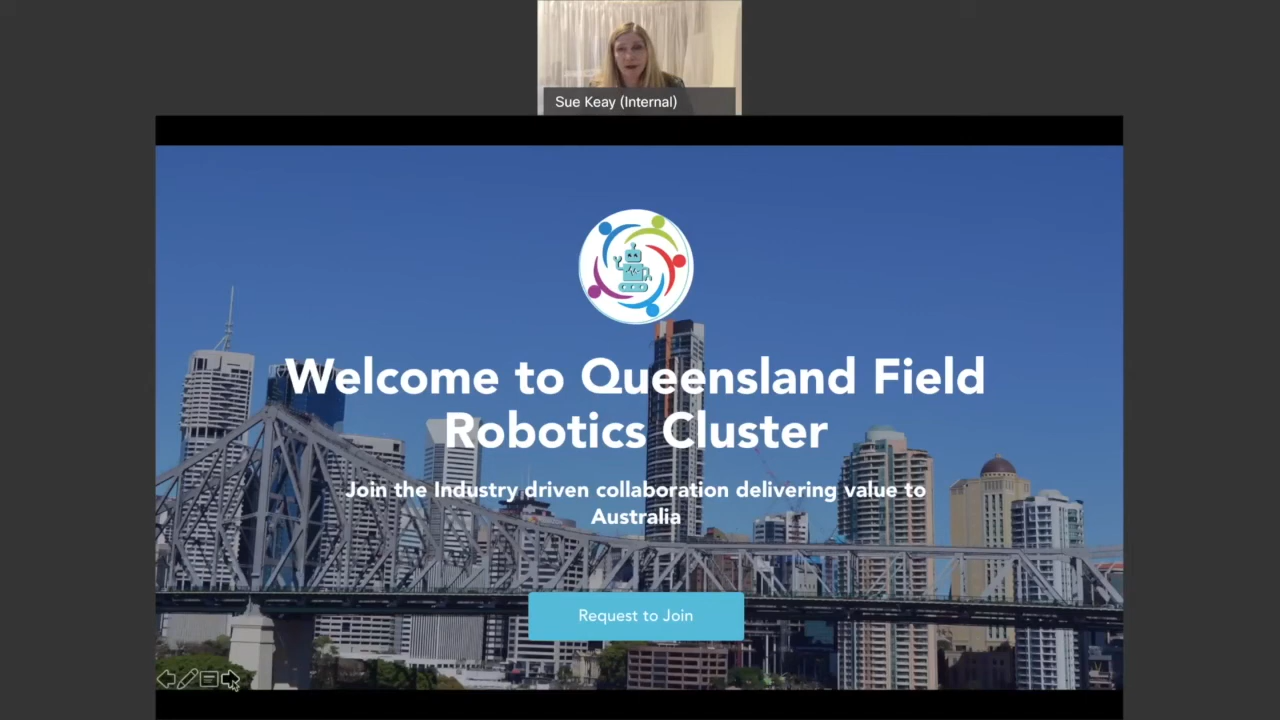 Sue Keay (Internal)
Welcome to Queensland Field
Robotics Cluster
Join the Industry driven collaboration delivering value to
Australia
Request to Join